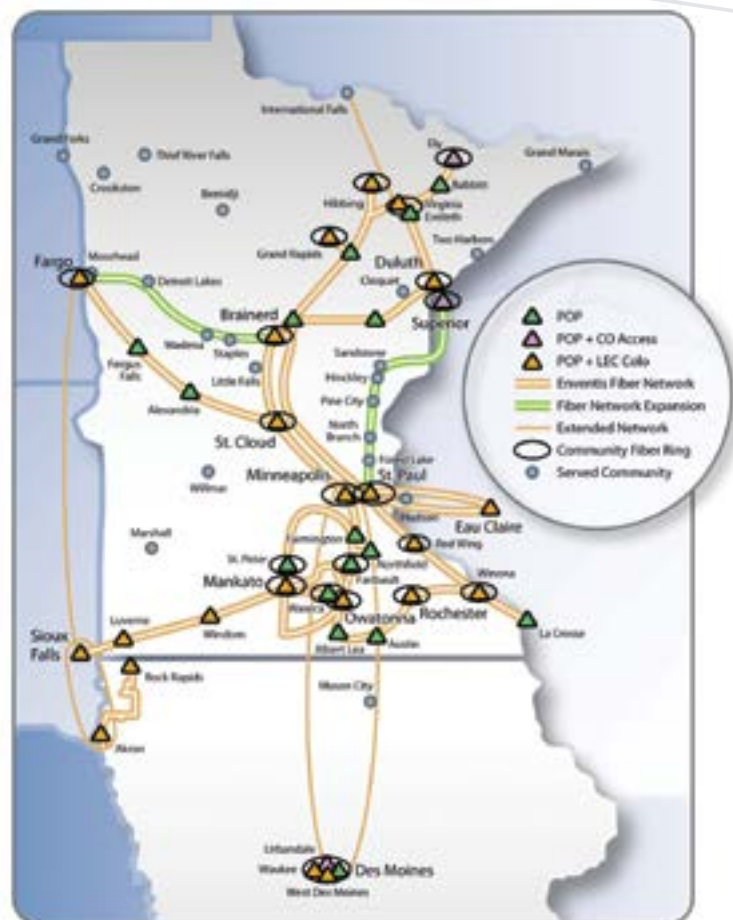 International Falls
Grand Forks
Thief River Falls
Crookston
Bemidji
Ely
Babbitt
Grand Marais
Hibbing
Virginia
Eveleth
Grand Rapids
Two Harbors
Fargo
Moorhead
Detroit Lakes
Duluth
Cloquet
Superior
Brainerd
Wadena
Staples
Little Falls
Fergus
Falls
Alexandria
Sandstone
Hinckley
Pine City
North
Branch
Forest Lake
St. Cloud
Willmar
Minneapolis
St. Paul
Hudson
Eau Claire
Marshall
Farmington
Northfield
Red Wing
St. Peter
Faribault
Mankato
Waseca
Owatonna
Rochester
Winona
La Crosse
Luverne
Windom
Albert Lea
Austin
Sioux
Falls
Rock Rapids
Mason City
Akron
Urbandale
Waukee
Des Moines
West Des Moines
POP
POP + CO Access
POP + LEC Colo
Enventis Fiber Network
Fiber Network Expansion
Extended Network
Community Fiber Ring
Served Community